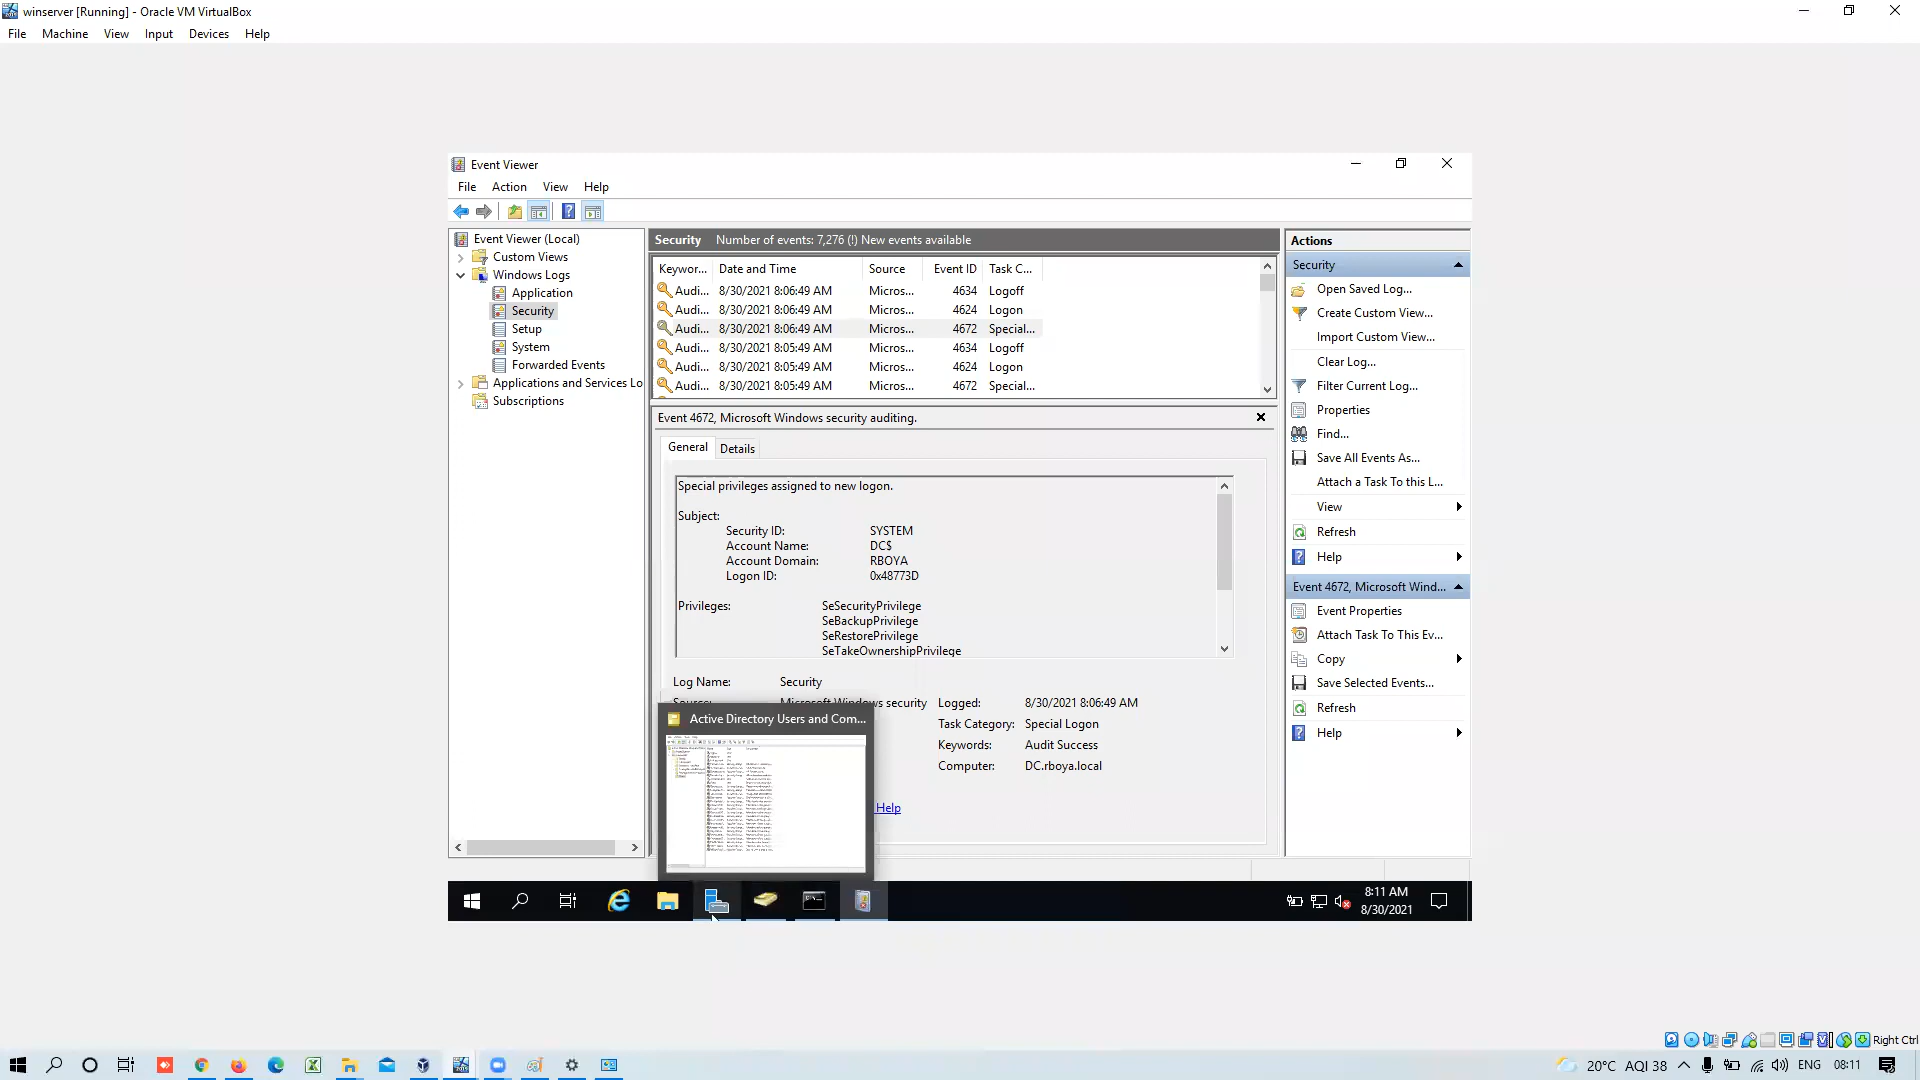 winserver [Running] - Oracle VM VirtualBox
File Machine View Input Devices Help
Event Viewer
File Action View Help
Event Viewer (Local)
Custom Views
Windows Logs
Application
Security
Setup
System
Forwarded Events
Applications and Services Lo
Subscriptions
Security Number of events: 7,276 (!) New events available
Keywor... Date and Time Source Event ID Task C...
Audi... 8/30/2021 8:06:49 AM Micros... 4634 Logoff
Audi... 8/30/2021 8:06:49 AM Micros... 4624 Logon
Audi... 8/30/2021 8:06:49 AM Micros... 4672 Special...
Audi... 8/30/2021 8:05:49 AM Micros... 4634 Logoff
Audi... 8/30/2021 8:05:49 AM Micros... 4624 Logon
Audi... 8/30/2021 8:05:49 AM Micros... 4672 Special...
Event 4672, Microsoft Windows security auditing.
General Details
Special privileges assigned to new logon.
Subject:
Security ID: SYSTEM
Account Name: DC$
Account Domain: RBOYA
Logon ID: 0x48773D
Privileges: SeSecurityPrivilege
SeBackupPrivilege
SeRestorePrivilege
SeTakeOwnershipPrivilege
Log Name: Security
Source: Microsoft Windows security Logged: 8/30/2021 8:06:49 AM
Task Category: Special Logon
Keywords: Audit Success
Computer: DC.rboya.local
Help
Active Directory Users and Com...
Actions
Security
Open Saved Log...
Create Custom View...
Import Custom View...
Clear Log...
Filter Current Log...
Properties
Find...
Save All Events As...
Attach a Task To this L...
View
Refresh
Help
Event 4672, Microsoft Wind...
Event Properties
Attach Task To This Ev...
Copy
Save Selected Events...
Refresh
Help
8:11 AM
8/30/2021
Right Ctrl
20°C AQI 38 ENG 08:11